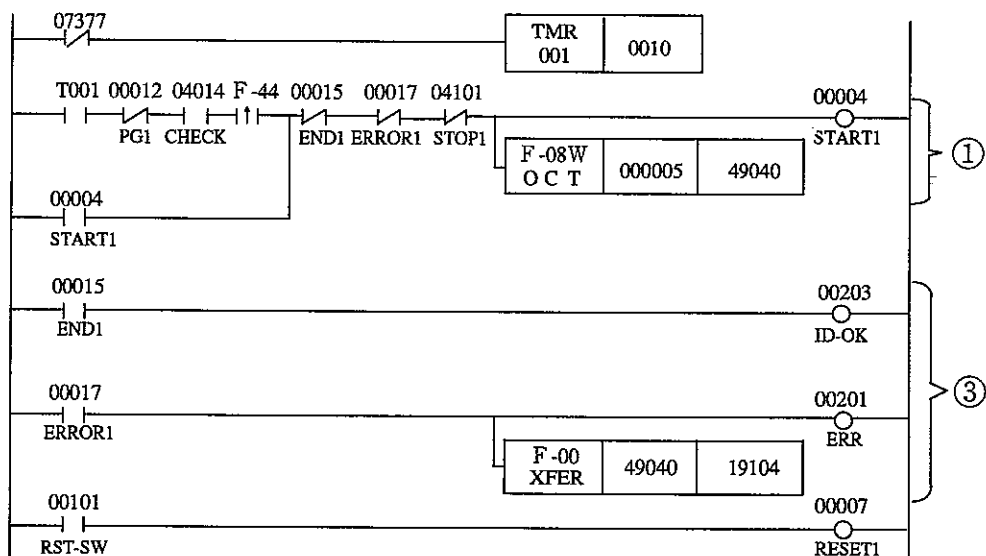 07377
TMR 001 0010
T001 00012 04014 F-44 00015 00017 04101 00004
PG1 CHECK END1 ERROR1 STOP1 START1
①
F-08W OCT 000005 49040
00004
START1
00015 00203
END1 ID-OK
③
00017 00201
ERROR1 ERR
F-00 XFER 49040 19104
00101 00007
RST-SW RESET1